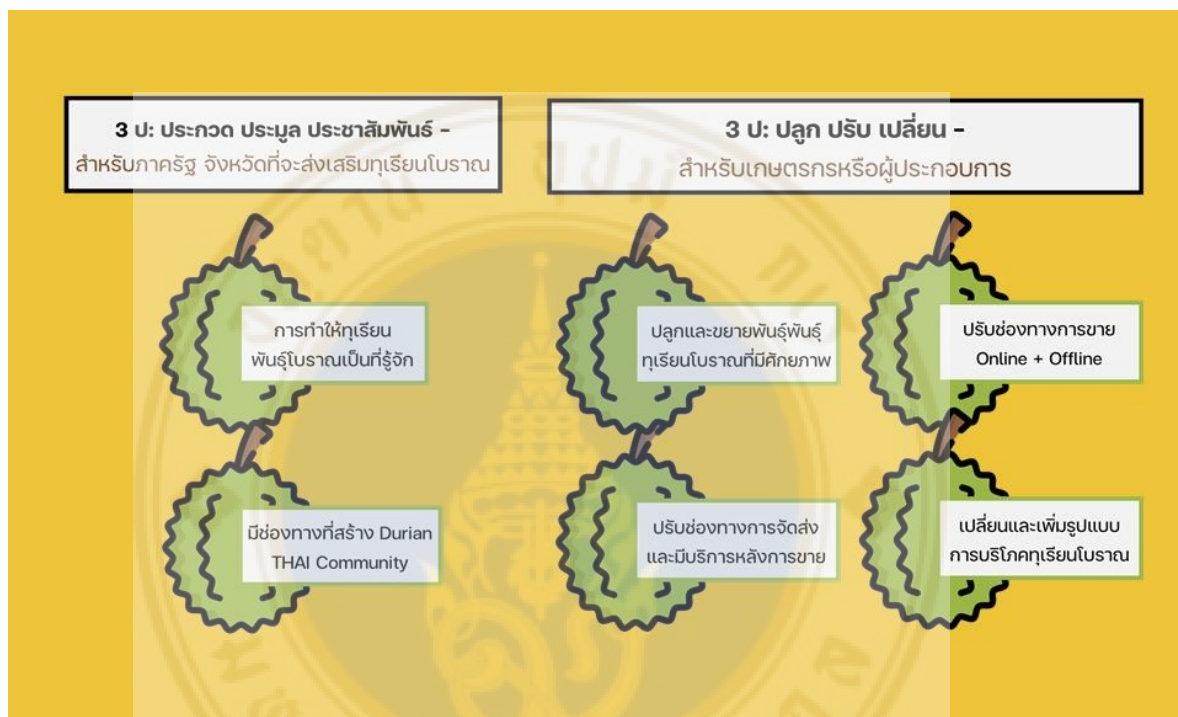 3 ป: ประกวด ประมูล ประชาสัมพันธ์ -
สำหรับภาครัฐ จังหวัดที่จะส่งเสริมทุเรียนโบราณ
3 ป: ปลูก ปรับ เปลี่ยน -
สำหรับเกษตรกรหรือผู้ประกอบการ
การทำให้ทุเรียน
พันธุ์โบราณเป็นที่รู้จัก
ปลูกและขยายพันธุ์พันธุ์
ทุเรียนโบราณที่มีศักยภาพ
ปรับช่องทางการขาย
Online + Offline
มีช่องทางที่สร้าง Durian
THAI Community
ปรับช่องทางการจัดส่ง
และมีบริการหลังการขาย
เปลี่ยนและเพิ่มรูปแบบ
การบริโภคทุเรียนโบราณ